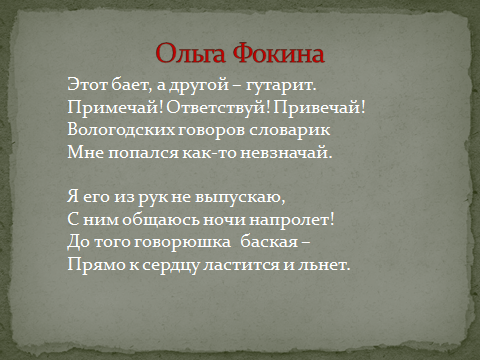 Ольга Фокина
Этот бает, а другой – гутарит.
Примечай! Ответствуй! Привечай!
Вологодских говоров словарик
Мне попался как-то невзначай.
Я его из рук не выпускаю,
С ним общаюсь ночи напролет!
До того говорюшка баская –
Прямо к сердцу ластится и льнет.